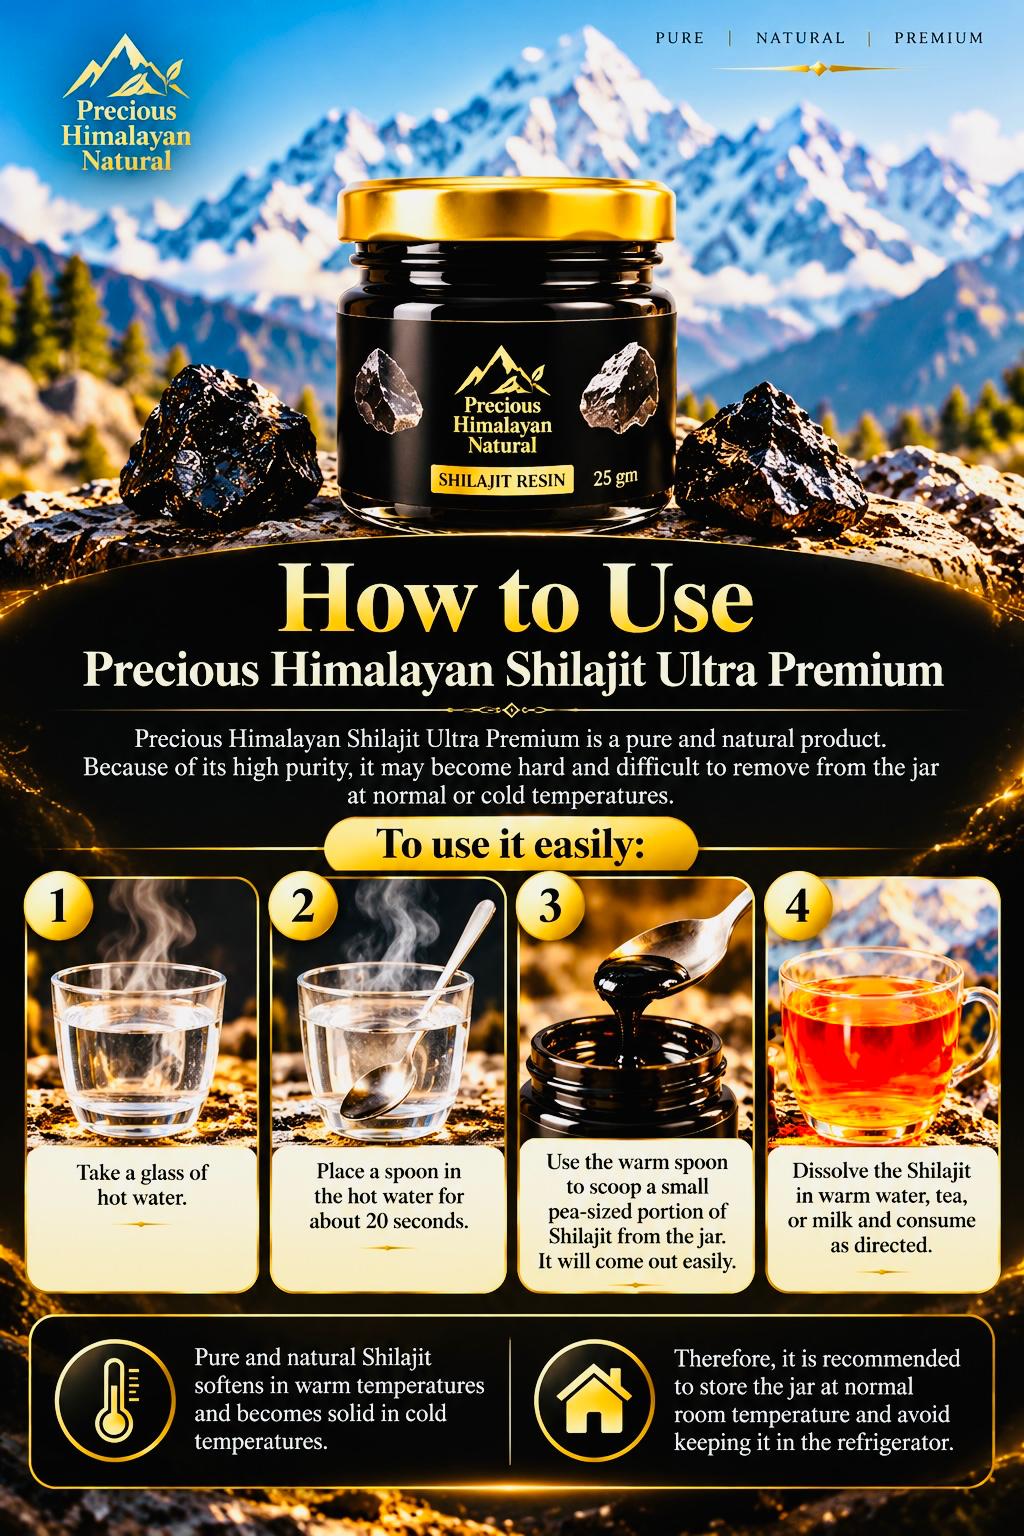 Precious
Himalayan
Natural
PURE | NATURAL | PREMIUM
Precious
Himalayan
Natural
SHILAJIT RESIN
25 gm
How to Use
Precious Himalayan Shilajit Ultra Premium
Precious Himalayan Shilajit Ultra Premium is a pure and natural product.
Because of its high purity, it may become hard and difficult to remove from the jar
at normal or cold temperatures.
To use it easily:
1
Take a glass of
hot water.
2
Place a spoon in
the hot water for
about 20 seconds.
3
Use the warm spoon
to scoop a small
pea-sized portion of
Shilajit from the jar.
It will come out easily.
4
Dissolve the Shilajit
in warm water, tea,
or milk and consume
as directed.
Pure and natural Shilajit
softens in warm temperatures
and becomes solid in cold
temperatures.
Therefore, it is recommended
to store the jar at normal
room temperature and avoid
keeping it in the refrigerator.